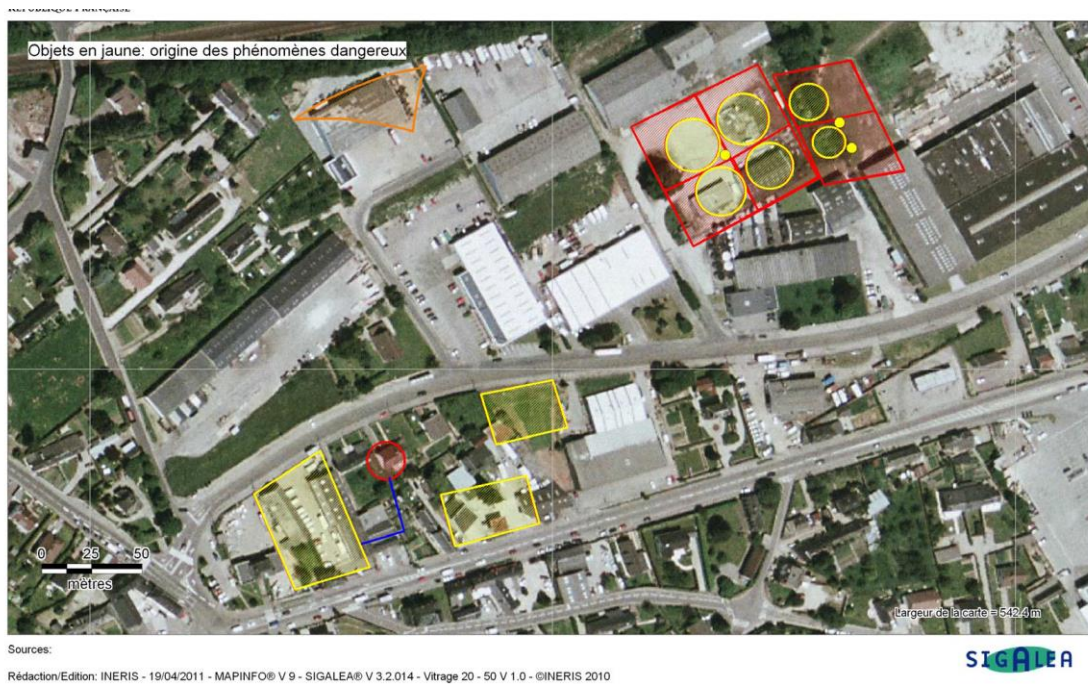 RÉPUBLIQUE FRANÇAISE
Objets en jaune: origine des phénomènes dangereux
0 25 50
mètres
Largeur de la carte = 542.4 m
Sources:
SIGALEA
Rédaction/Edition: INERIS - 19/04/2011 - MAPINFO® V 9 - SIGALEA® V 3.2.014 - Vitrage 20 - 50 V 1.0 - ©INERIS 2010